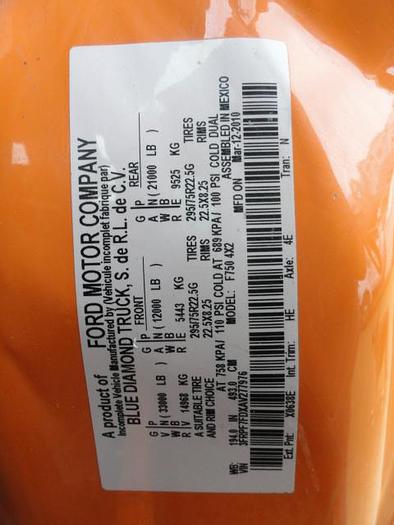 A product of
FORD MOTOR COMPANY
Incomplete Vehicle Manufactured by (Véhicule incomplet fabriqué par)
BLUE DIAMOND TRUCK, S. de R.L. de C.V.
FRONT REAR
G | P G | P G | P
V | (33000 LB) A | N (12000 LB) A | N (21000 LB)
W | B W | B W | B
R | V 14968 KG R | E 5443 KG R | E 9525 KG
A SUITABLE TIRE 295/75R22.5G TIRES 295/75R22.5G TIRES
AND RIM CHOICE 22.5X8.25 RIMS 22.5X8.25 RIMS
AT 758 KPA/ 110 PSI COLD AT 689 KPA/ 100 PSI COLD DUAL
WB: 194.0 IN 493.0 CM MODEL: F750 4X2 ASSEMBLED IN MEXICO
VIN 3FRPF7FDXAV277976 MFD ON Mar-12-2010
Ext. Pnt: X0638E Int. Trim: HE Axle: 4E Tran: N